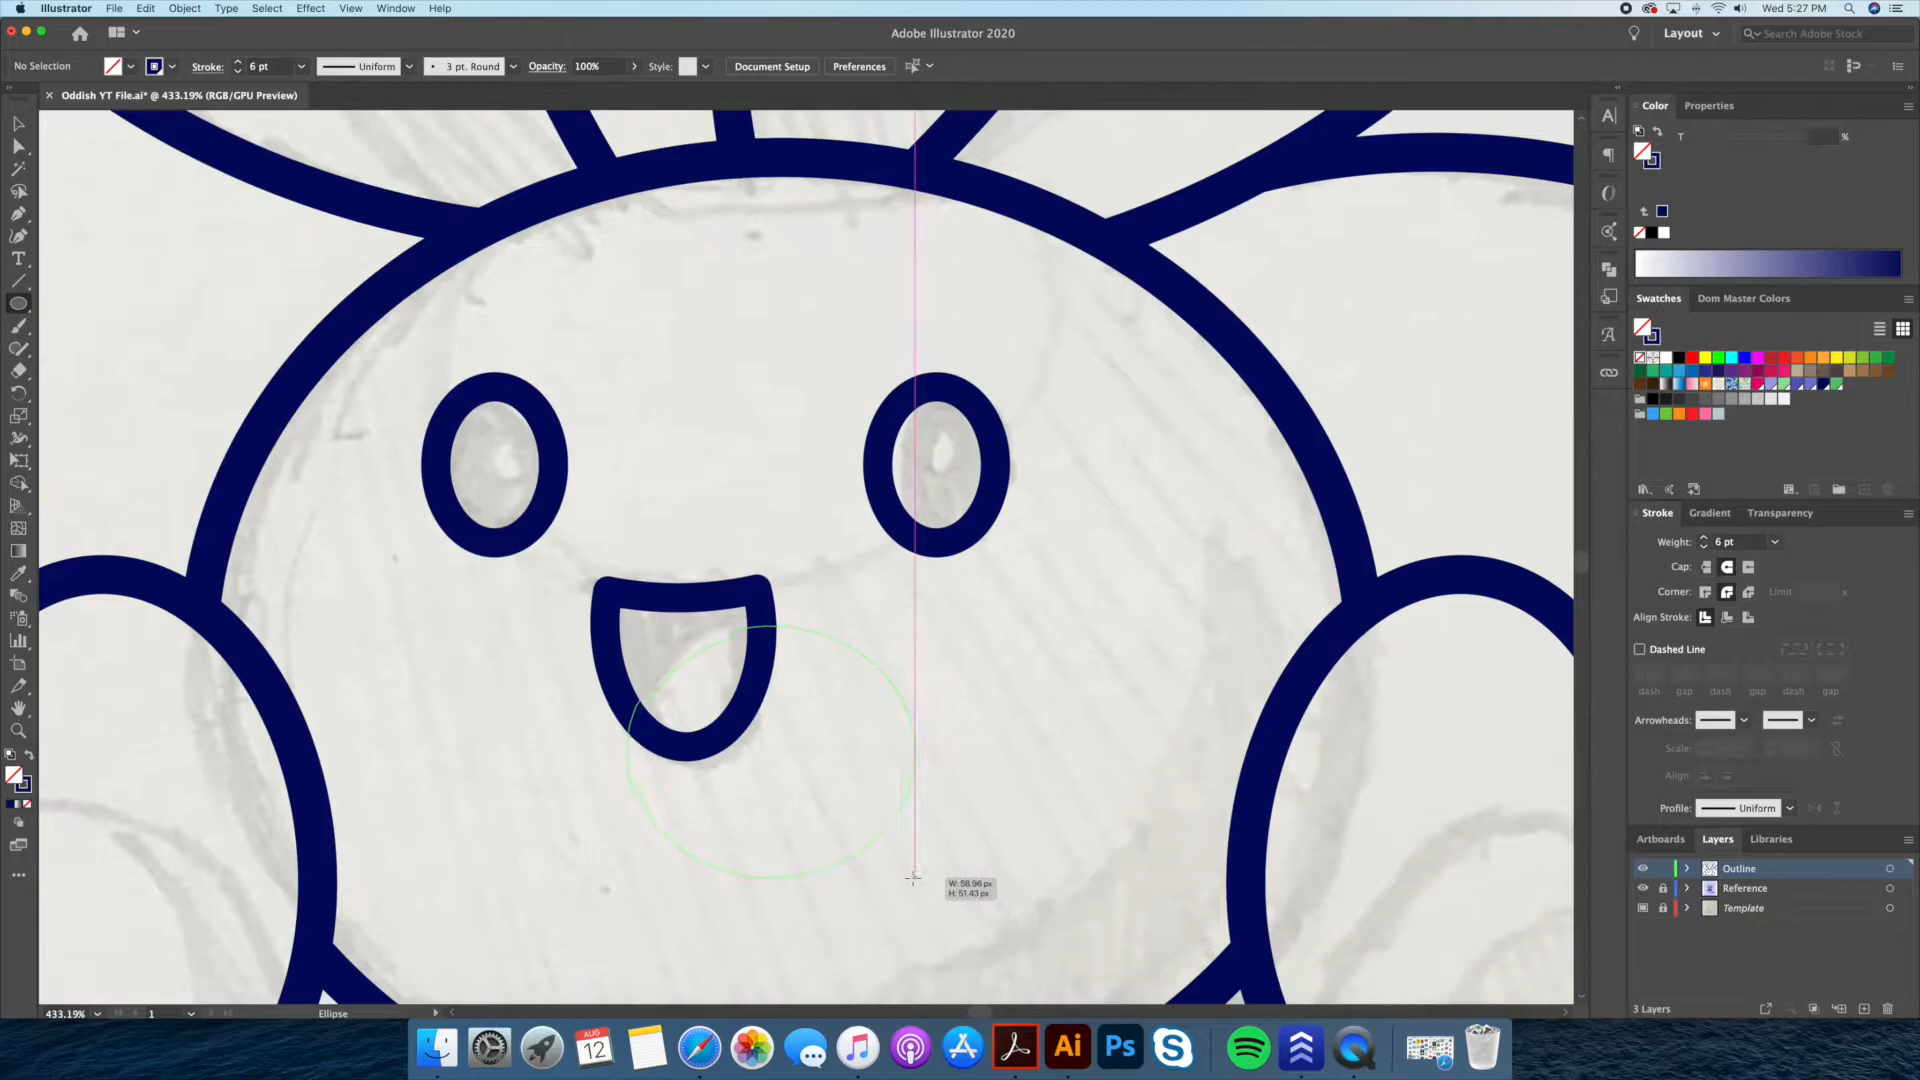 Illustrator File Edit Object Type Select Effect View Window Help
Wed 5:27 PM
Adobe Illustrator 2020
Layout
Search Adobe Stock
No Selection
Stroke: 6 pt
Uniform
3 pt. Round
Opacity: 100%
Style:
Document Setup
Preferences
Oddish YT File.ai* @ 433.19% (RGB/GPU Preview)
Color Properties
T %
Swatches Dom Master Colors
Stroke Gradient Transparency
Weight: 6 pt
Cap:
Corner: Limit x
Align Stroke:
Dashed Line
dash gap dash gap dash gap
Arrowheads:
Scale:
Align:
Profile: Uniform
Artboards Layers Libraries
Outline
Reference
Template
3 Layers
W: 58.96 px
H: 51.43 px
433.19% 1 Ellipse
AUG
12
Ai
Ps